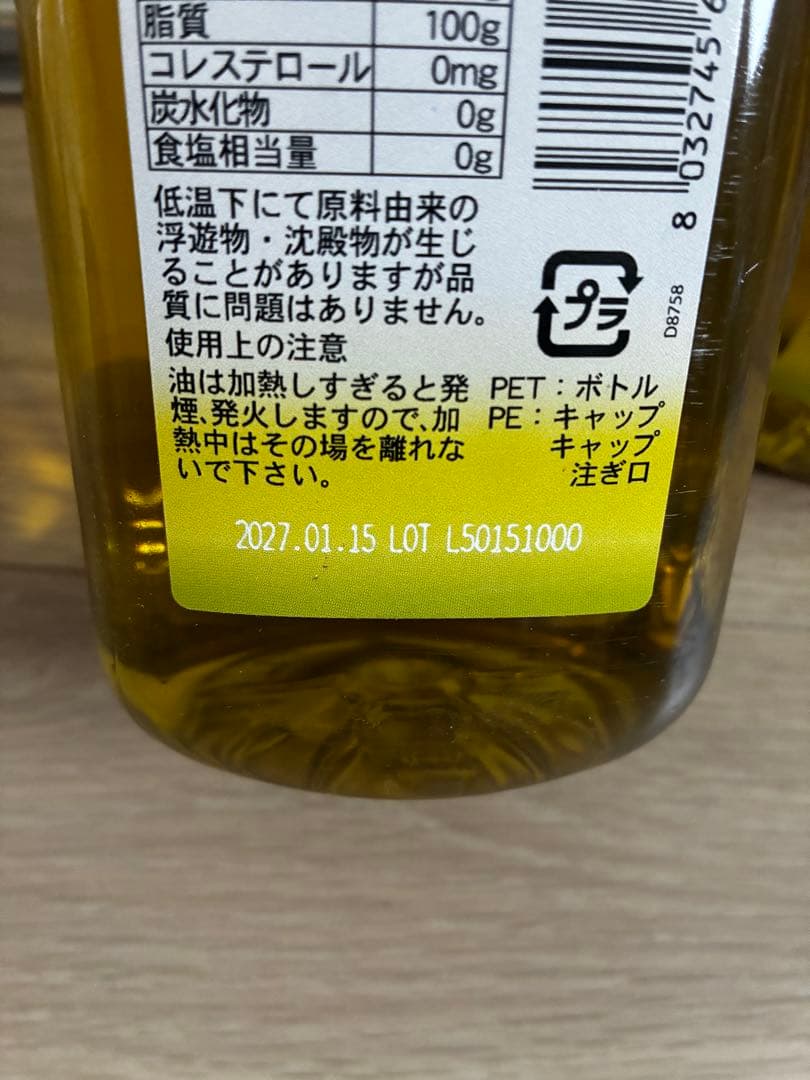 脂質 100g
コレステロール 0mg
炭水化物 0g
食塩相当量 0g
低温下にて原料由来の
浮遊物・沈殿物が生じ
ることがありますが品
質に問題はありません。
使用上の注意
油は加熱しすぎると発
煙、発火しますので、加
熱中はその場を離れな
いで下さい。
8 032745 6
プラ
D8758
PET：ボトル
PE：キャップ
キャップ
注ぎ口
2027.01.15 LOT L50151000